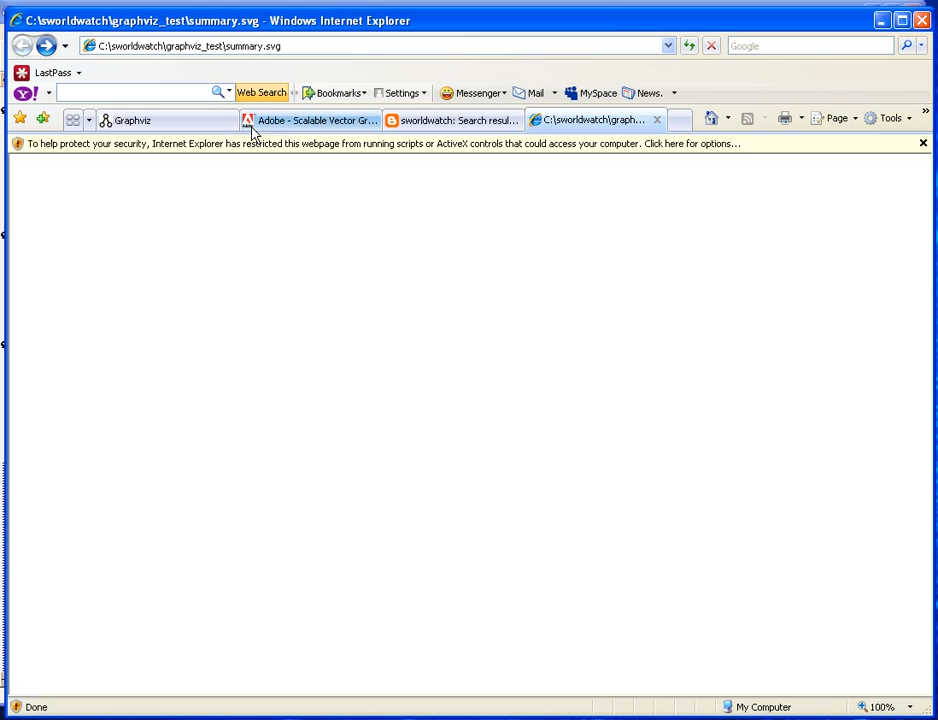 C:\sworldwatch\graphviz_test\summary.svg - Windows Internet Explorer
C:\sworldwatch\graphviz_test\summary.svg
Google
LastPass
Y! Web Search Bookmarks Settings Messenger Mail MySpace News.
Graphviz Adobe - Scalable Vector Gr... sworldwatch: Search resul... C:\sworldwatch\graph... Page Tools »
To help protect your security, Internet Explorer has restricted this webpage from running scripts or ActiveX controls that could access your computer. Click here for options...
Done My Computer 100%